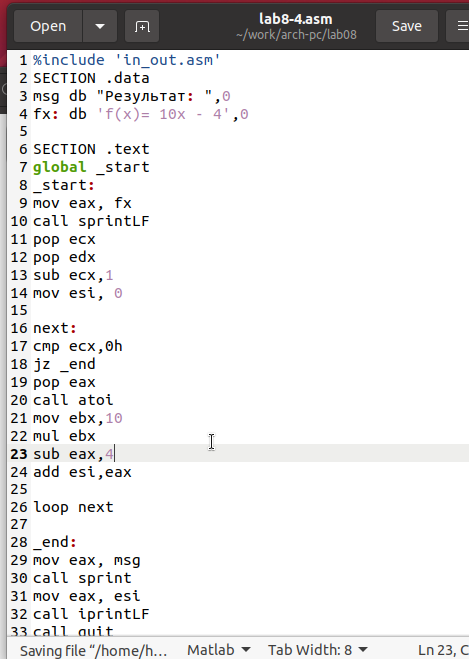 Open
lab8-4.asm
~/work/arch-pc/lab08
Save
1 %include 'in_out.asm'
2 SECTION .data
3 msg db "Результат: ",0
4 fx: db 'f(x)= 10x - 4',0
5
6 SECTION .text
7 global _start
8 _start:
9 mov eax, fx
10 call sprintLF
11 pop ecx
12 pop edx
13 sub ecx,1
14 mov esi, 0
15
16 next:
17 cmp ecx,0h
18 jz _end
19 pop eax
20 call atoi
21 mov ebx,10
22 mul ebx
23 sub eax,4
24 add esi,eax
25
26 loop next
27
28 _end:
29 mov eax, msg
30 call sprint
31 mov eax, esi
32 call iprintLF
33 call quit
Saving file “/home/h... Matlab Tab Width: 8 Ln 23, C